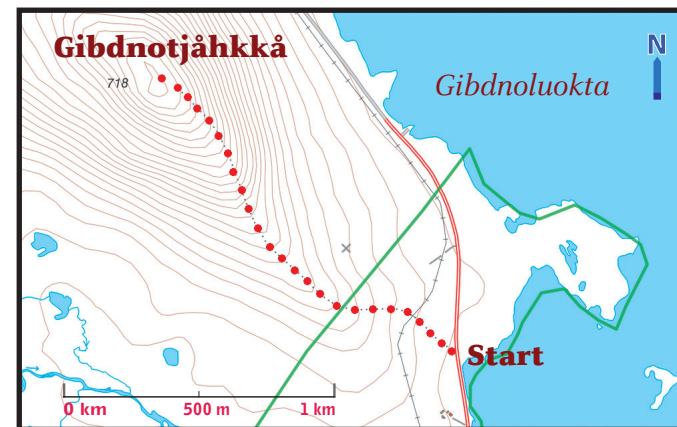 Gibdnotjåhkkå
N
718
Gibdnoluokta
Start
0 km 500 m 1 km